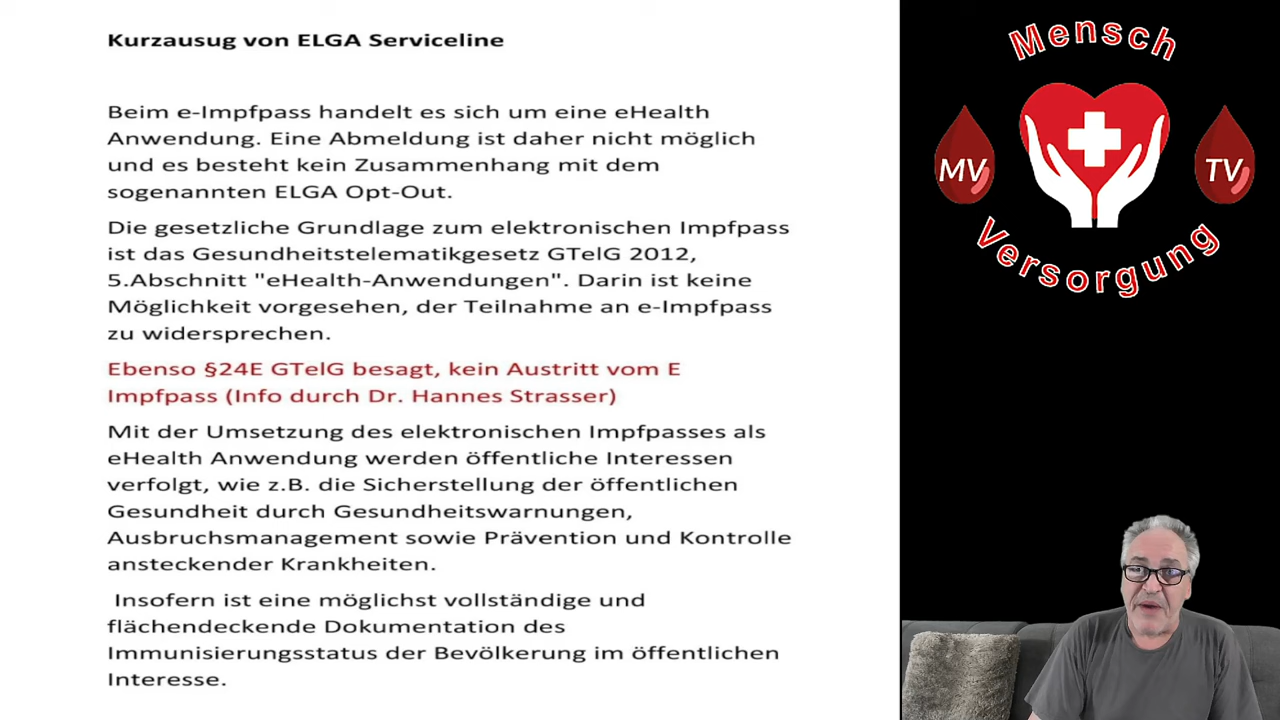 Kurzausug von ELGA Serviceline
Beim e-Impfpass handelt es sich um eine eHealth
Anwendung. Eine Abmeldung ist daher nicht möglich
und es besteht kein Zusammenhang mit dem
sogenannten ELGA Opt-Out.
Die gesetzliche Grundlage zum elektronischen Impfpass
ist das Gesundheitstelematikgesetz GTelG 2012,
5.Abschnitt "eHealth-Anwendungen". Darin ist keine
Möglichkeit vorgesehen, der Teilnahme an e-Impfpass
zu widersprechen.
Ebenso §24E GTelG besagt, kein Austritt vom E
Impfpass (Info durch Dr. Hannes Strasser)
Mit der Umsetzung des elektronischen Impfpasses als
eHealth Anwendung werden öffentliche Interessen
verfolgt, wie z.B. die Sicherstellung der öffentlichen
Gesundheit durch Gesundheitswarnungen,
Ausbruchsmanagement sowie Prävention und Kontrolle
ansteckender Krankheiten.
Insofern ist eine möglichst vollständige und
flächendeckende Dokumentation des
Immunisierungsstatus der Bevölkerung im öffentlichen
Interesse.
Mensch
MV
TV
Versorgung